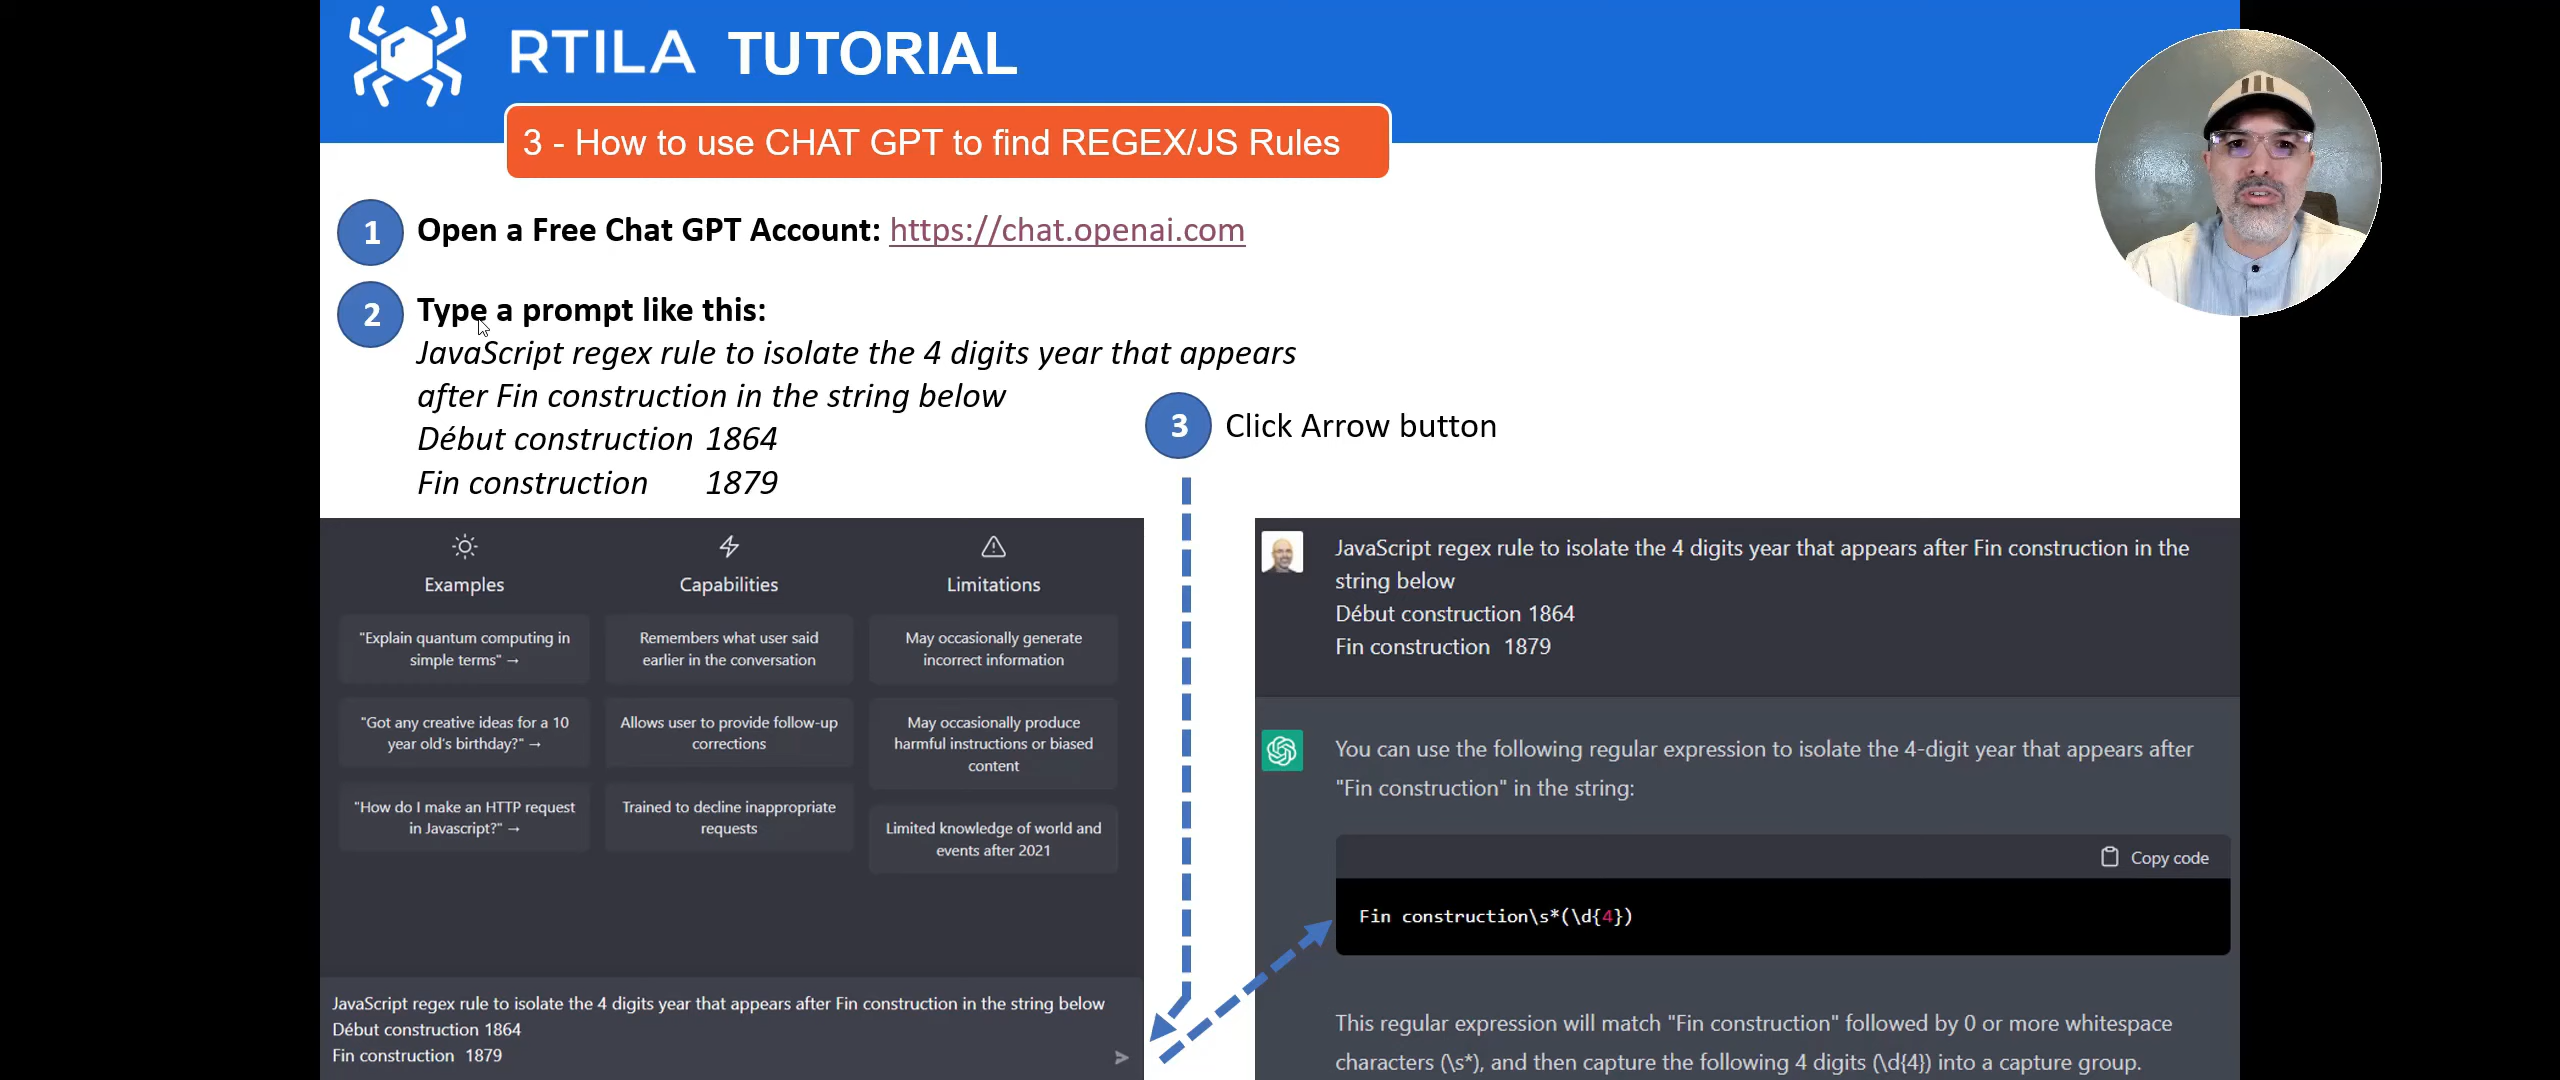 RTILA TUTORIAL
3 - How to use CHAT GPT to find REGEX/JS Rules
1 Open a Free Chat GPT Account: https://chat.openai.com
2 Type a prompt like this:
JavaScript regex rule to isolate the 4 digits year that appears
after Fin construction in the string below
Début construction 1864
Fin construction 1879
3 Click Arrow button
Examples
"Explain quantum computing in
simple terms" →
"Got any creative ideas for a 10
year old's birthday?" →
"How do I make an HTTP request
in Javascript?" →
Capabilities
Remembers what user said
earlier in the conversation
Allows user to provide follow-up
corrections
Trained to decline inappropriate
requests
Limitations
May occasionally generate
incorrect information
May occasionally produce
harmful instructions or biased
content
Limited knowledge of world and
events after 2021
JavaScript regex rule to isolate the 4 digits year that appears after Fin construction in the string below
Début construction 1864
Fin construction 1879
JavaScript regex rule to isolate the 4 digits year that appears after Fin construction in the
string below
Début construction 1864
Fin construction 1879
You can use the following regular expression to isolate the 4-digit year that appears after
"Fin construction" in the string:
Copy code
Fin construction\s*(\d{4})
This regular expression will match "Fin construction" followed by 0 or more whitespace
characters (\s*), and then capture the following 4 digits (\d{4}) into a capture group.